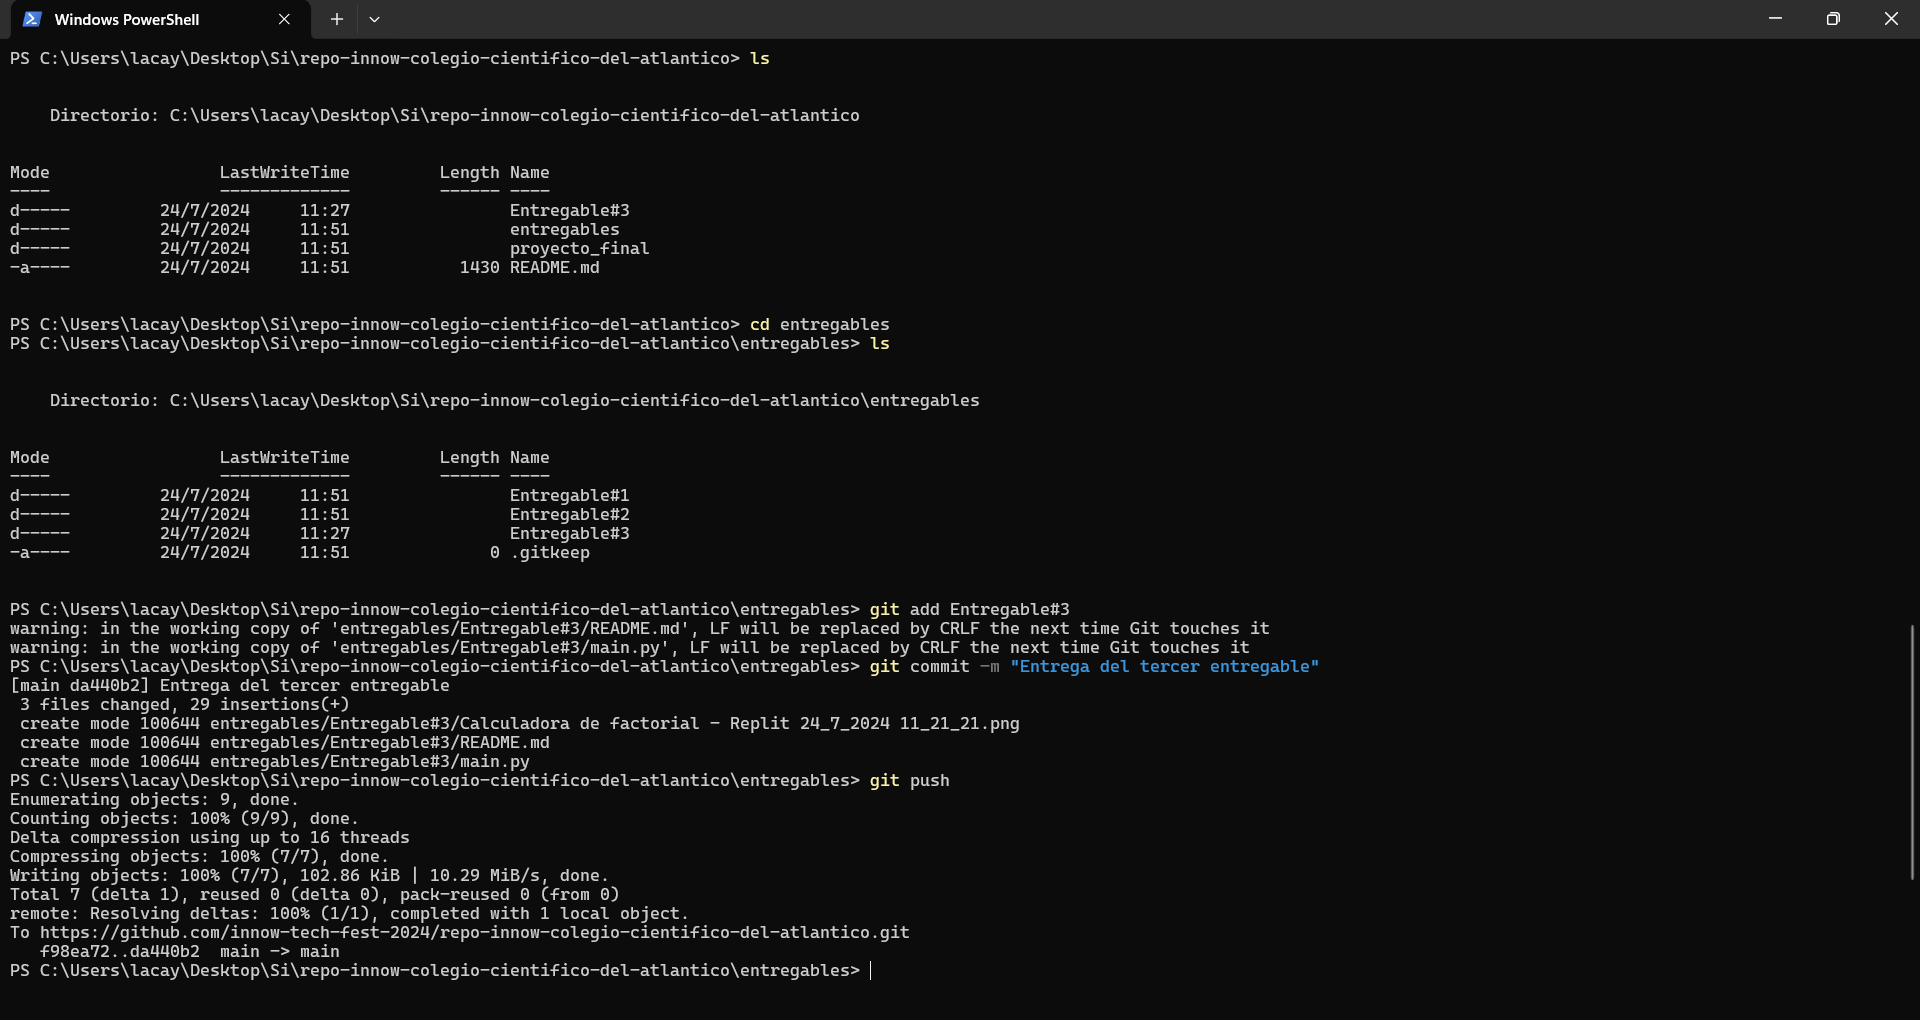 Windows PowerShell
PS C:\Users\lacay\Desktop\Si\repo-innow-colegio-cientifico-del-atlantico> ls
Directorio: C:\Users\lacay\Desktop\Si\repo-innow-colegio-cientifico-del-atlantico
Mode                 LastWriteTime         Length Name
----                 -------------         ------ ----
d-----         24/7/2024     11:27                Entregable#3
d-----         24/7/2024     11:51                entregables
d-----         24/7/2024     11:51                proyecto_final
-a----         24/7/2024     11:51           1430 README.md
PS C:\Users\lacay\Desktop\Si\repo-innow-colegio-cientifico-del-atlantico> cd entregables
PS C:\Users\lacay\Desktop\Si\repo-innow-colegio-cientifico-del-atlantico\entregables> ls
Directorio: C:\Users\lacay\Desktop\Si\repo-innow-colegio-cientifico-del-atlantico\entregables
Mode                 LastWriteTime         Length Name
----                 -------------         ------ ----
d-----         24/7/2024     11:51                Entregable#1
d-----         24/7/2024     11:51                Entregable#2
d-----         24/7/2024     11:27                Entregable#3
-a----         24/7/2024     11:51              0 .gitkeep
PS C:\Users\lacay\Desktop\Si\repo-innow-colegio-cientifico-del-atlantico\entregables> git add Entregable#3
warning: in the working copy of 'entregables/Entregable#3/README.md', LF will be replaced by CRLF the next time Git touches it
warning: in the working copy of 'entregables/Entregable#3/main.py', LF will be replaced by CRLF the next time Git touches it
PS C:\Users\lacay\Desktop\Si\repo-innow-colegio-cientifico-del-atlantico\entregables> git commit -m "Entrega del tercer entregable"
[main da440b2] Entrega del tercer entregable
 3 files changed, 29 insertions(+)
 create mode 100644 entregables/Entregable#3/Calculadora de factorial - Replit 24_7_2024 11_21_21.png
 create mode 100644 entregables/Entregable#3/README.md
 create mode 100644 entregables/Entregable#3/main.py
PS C:\Users\lacay\Desktop\Si\repo-innow-colegio-cientifico-del-atlantico\entregables> git push
Enumerating objects: 9, done.
Counting objects: 100% (9/9), done.
Delta compression using up to 16 threads
Compressing objects: 100% (7/7), done.
Writing objects: 100% (7/7), 102.86 KiB | 10.29 MiB/s, done.
Total 7 (delta 1), reused 0 (delta 0), pack-reused 0 (from 0)
remote: Resolving deltas: 100% (1/1), completed with 1 local object.
To https://github.com/innow-tech-fest-2024/repo-innow-colegio-cientifico-del-atlantico.git
   f98ea72..da440b2  main -> main
PS C:\Users\lacay\Desktop\Si\repo-innow-colegio-cientifico-del-atlantico\entregables>